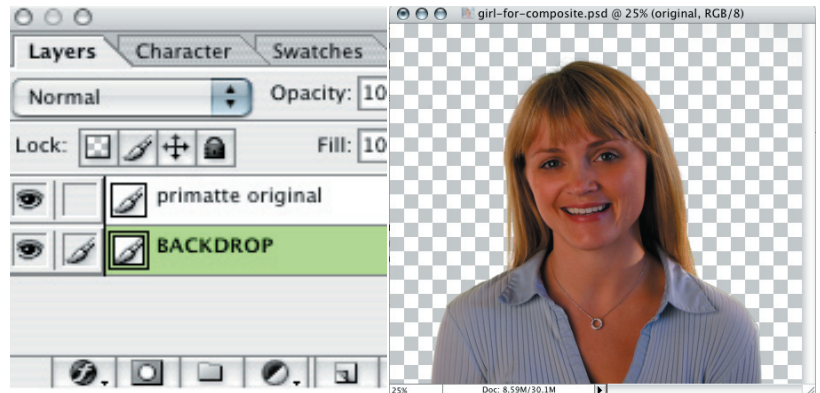 Layers Character Swatches
Normal Opacity: 10
Lock: Fill: 10
primatte original
BACKDROP
girl-for-composite.psd @ 25% (original, RGB/8)
25% Doc: 8.59M/30.1M